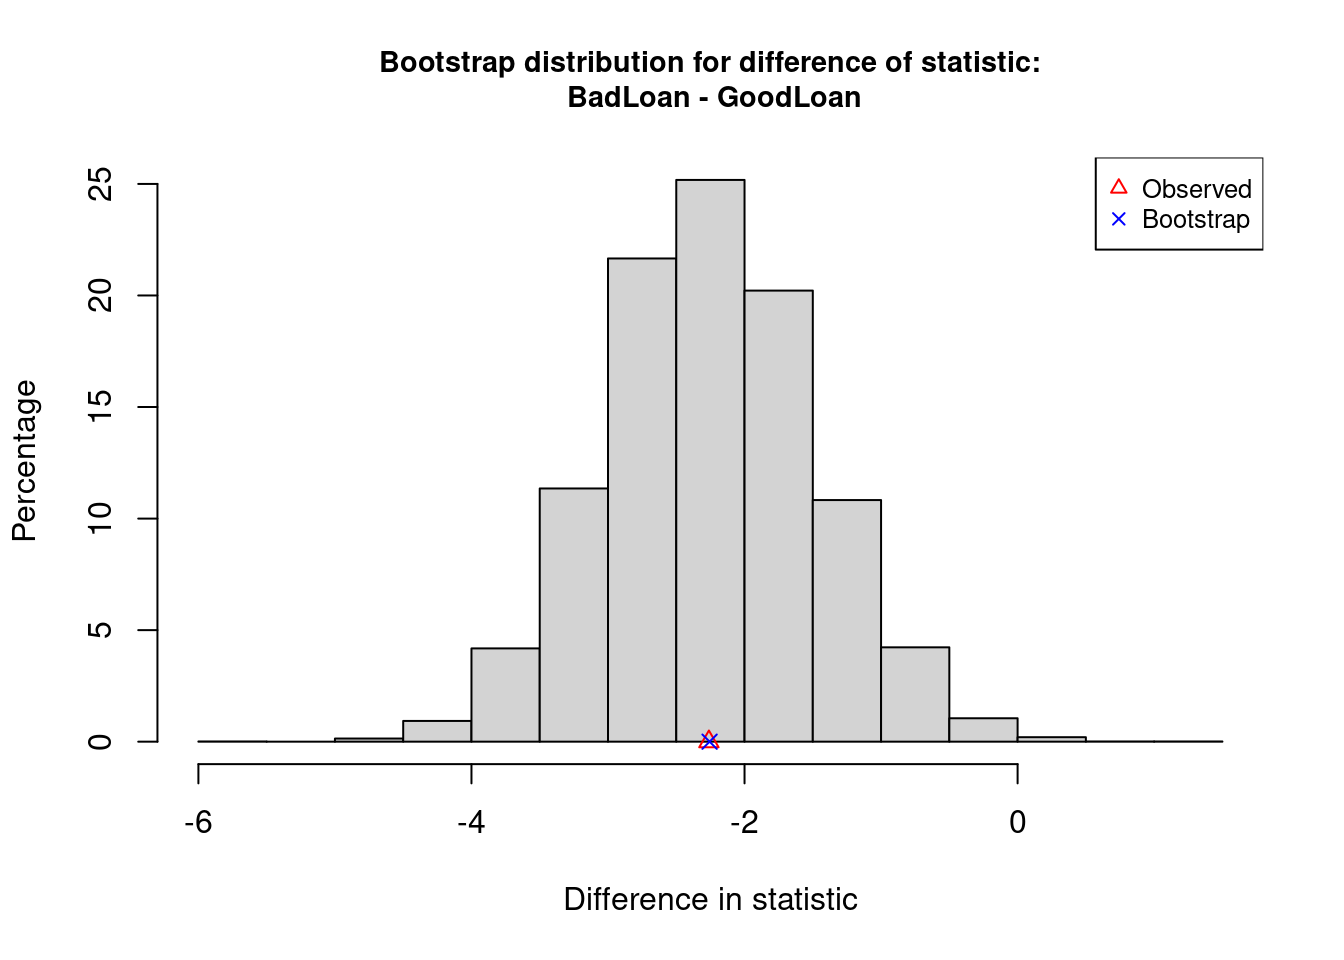 Bootstrap distribution for difference of statistic:
BadLoan - GoodLoan
Observed
Bootstrap
Percentage
25
20
15
10
5
0
-6
-4
-2
0
Difference in statistic